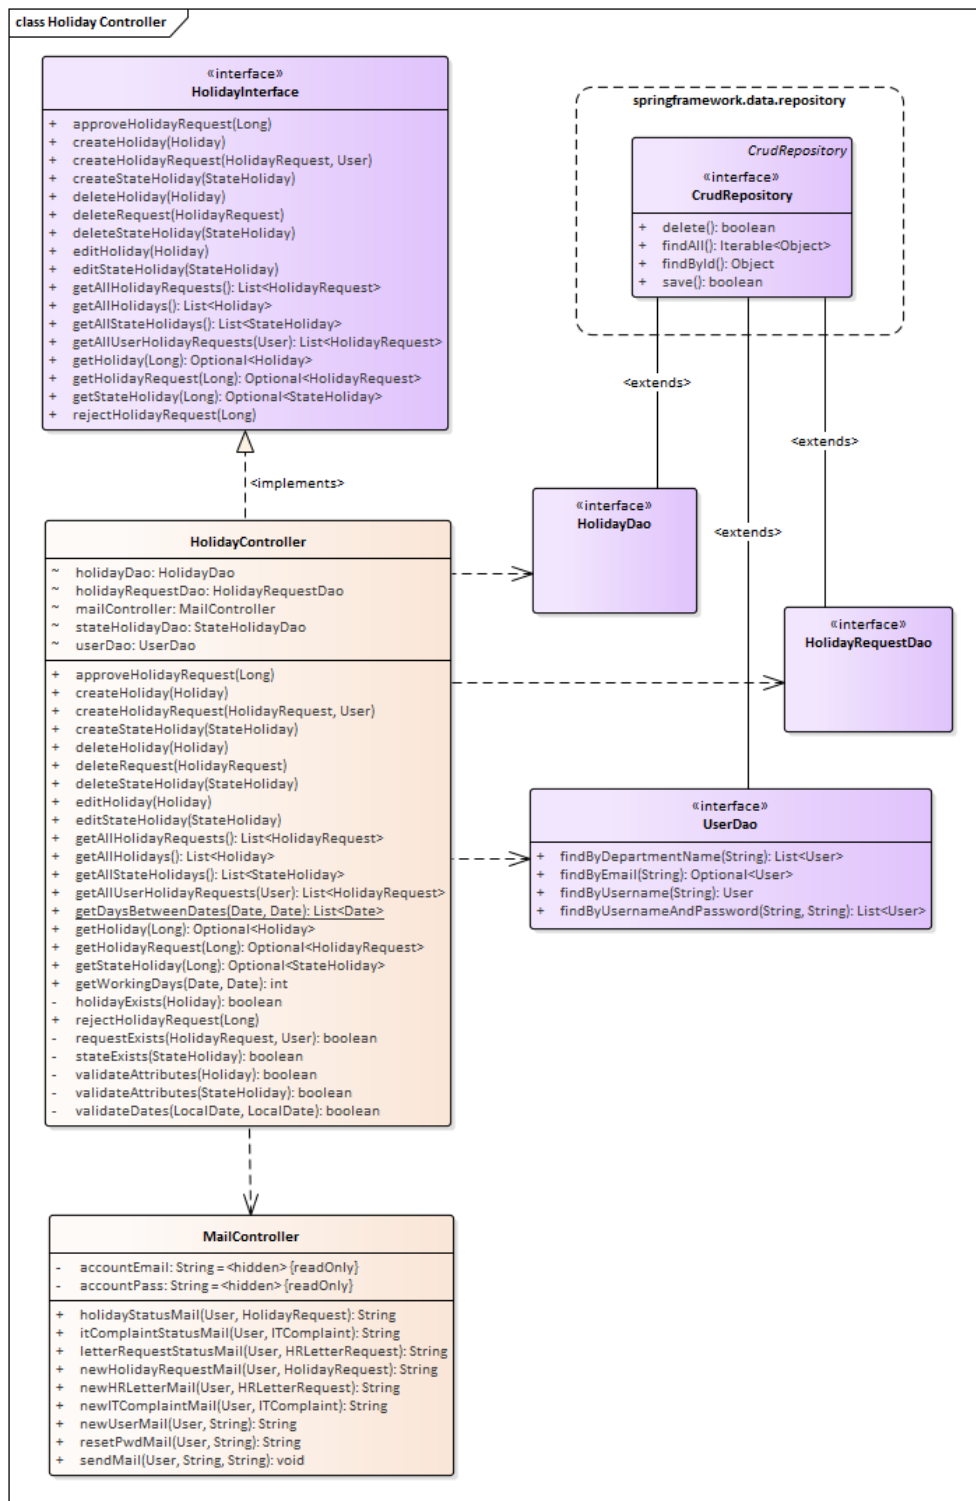 class Holiday Controller
«interface»
HolidayInterface
+ approveHolidayRequest(Long)
+ createHoliday(Holiday)
+ createHolidayRequest(HolidayRequest, User)
+ createStateHoliday(StateHoliday)
+ deleteHoliday(Holiday)
+ deleteRequest(HolidayRequest)
+ deleteStateHoliday(StateHoliday)
+ editHoliday(Holiday)
+ editStateHoliday(StateHoliday)
+ getAllHolidayRequests(): List<HolidayRequest>
+ getAllHolidays(): List<Holiday>
+ getAllStateHolidays(): List<StateHoliday>
+ getAllUserHolidayRequests(User): List<HolidayRequest>
+ getHoliday(Long): Optional<Holiday>
+ getHolidayRequest(Long): Optional<HolidayRequest>
+ getStateHoliday(Long): Optional<StateHoliday>
+ rejectHolidayRequest(Long)
springframework.data.repository
CrudRepository
«interface»
CrudRepository
+ delete(): boolean
+ findAll(): Iterable<Object>
+ findById(): Object
+ save(): boolean
<extends>
<extends>
<extends>
<implements>
«interface»
HolidayDao
«interface»
HolidayRequestDao
HolidayController
~ holidayDao: HolidayDao
~ holidayRequestDao: HolidayRequestDao
~ mailController: MailController
~ stateHolidayDao: StateHolidayDao
~ userDao: UserDao
+ approveHolidayRequest(Long)
+ createHoliday(Holiday)
+ createHolidayRequest(HolidayRequest, User)
+ createStateHoliday(StateHoliday)
+ deleteHoliday(Holiday)
+ deleteRequest(HolidayRequest)
+ deleteStateHoliday(StateHoliday)
+ editHoliday(Holiday)
+ editStateHoliday(StateHoliday)
+ getAllHolidayRequests(): List<HolidayRequest>
+ getAllHolidays(): List<Holiday>
+ getAllStateHolidays(): List<StateHoliday>
+ getAllUserHolidayRequests(User): List<HolidayRequest>
+ getDaysBetweenDates(Date, Date): List<Date>
+ getHoliday(Long): Optional<Holiday>
+ getHolidayRequest(Long): Optional<HolidayRequest>
+ getStateHoliday(Long): Optional<StateHoliday>
+ getWorkingDays(Date, Date): int
- holidayExists(Holiday): boolean
+ rejectHolidayRequest(Long)
- requestExists(HolidayRequest, User): boolean
- stateExists(StateHoliday): boolean
- validateAttributes(Holiday): boolean
- validateAttributes(StateHoliday): boolean
- validateDates(LocalDate, LocalDate): boolean
«interface»
UserDao
+ findByDepartmentName(String): List<User>
+ findByEmail(String): Optional<User>
+ findByUsername(String): User
+ findByUsernameAndPassword(String, String): List<User>
MailController
- accountEmail: String = <hidden> {readOnly}
- accountPass: String = <hidden> {readOnly}
+ holidayStatusMail(User, HolidayRequest): String
+ itComplaintStatusMail(User, ITComplaint): String
+ letterRequestStatusMail(User, HRLetterRequest): String
+ newHolidayRequestMail(User, HolidayRequest): String
+ newHRLetterMail(User, HRLetterRequest): String
+ newITComplaintMail(User, ITComplaint): String
+ newUserMail(User, String): String
+ resetPwdMail(User, String): String
+ sendMail(User, String, String): void